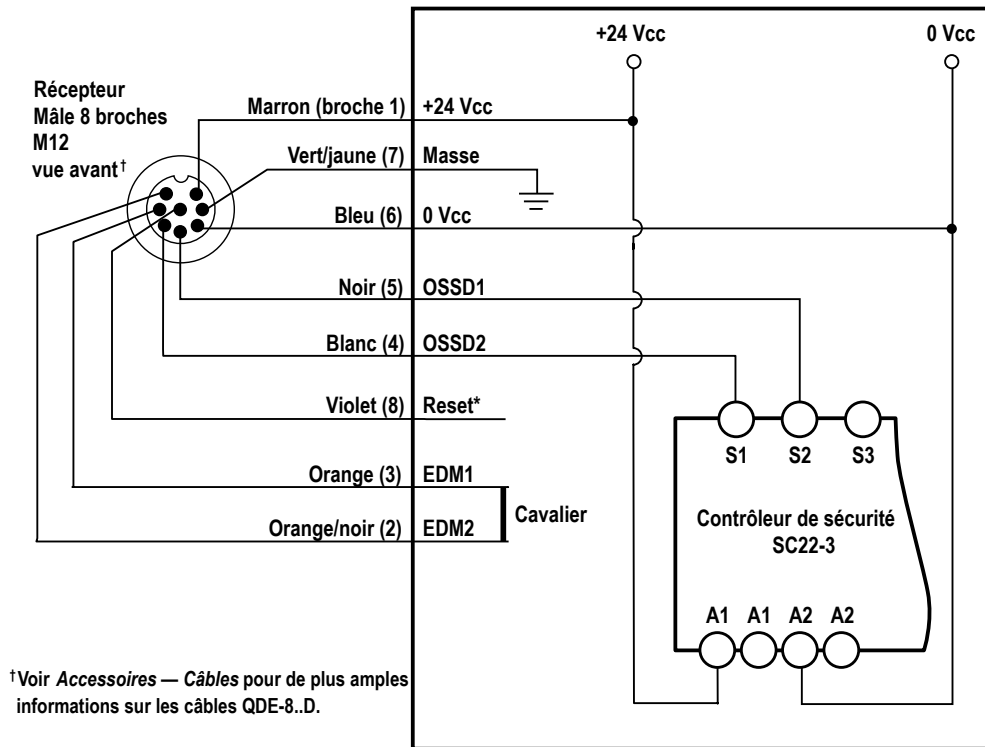 +24 Vcc
0 Vcc
Récepteur
Mâle 8 broches
M12
vue avant†
Marron (broche 1)
+24 Vcc
Vert/jaune (7)
Masse
Bleu (6)
0 Vcc
Noir (5)
OSSD1
Blanc (4)
OSSD2
Violet (8)
Reset*
Orange (3)
EDM1
Cavalier
Orange/noir (2)
EDM2
S1
S2
S3
Contrôleur de sécurité
SC22-3
A1
A1
A2
A2
†Voir Accessoires — Câbles pour de plus amples
informations sur les câbles QDE-8..D.